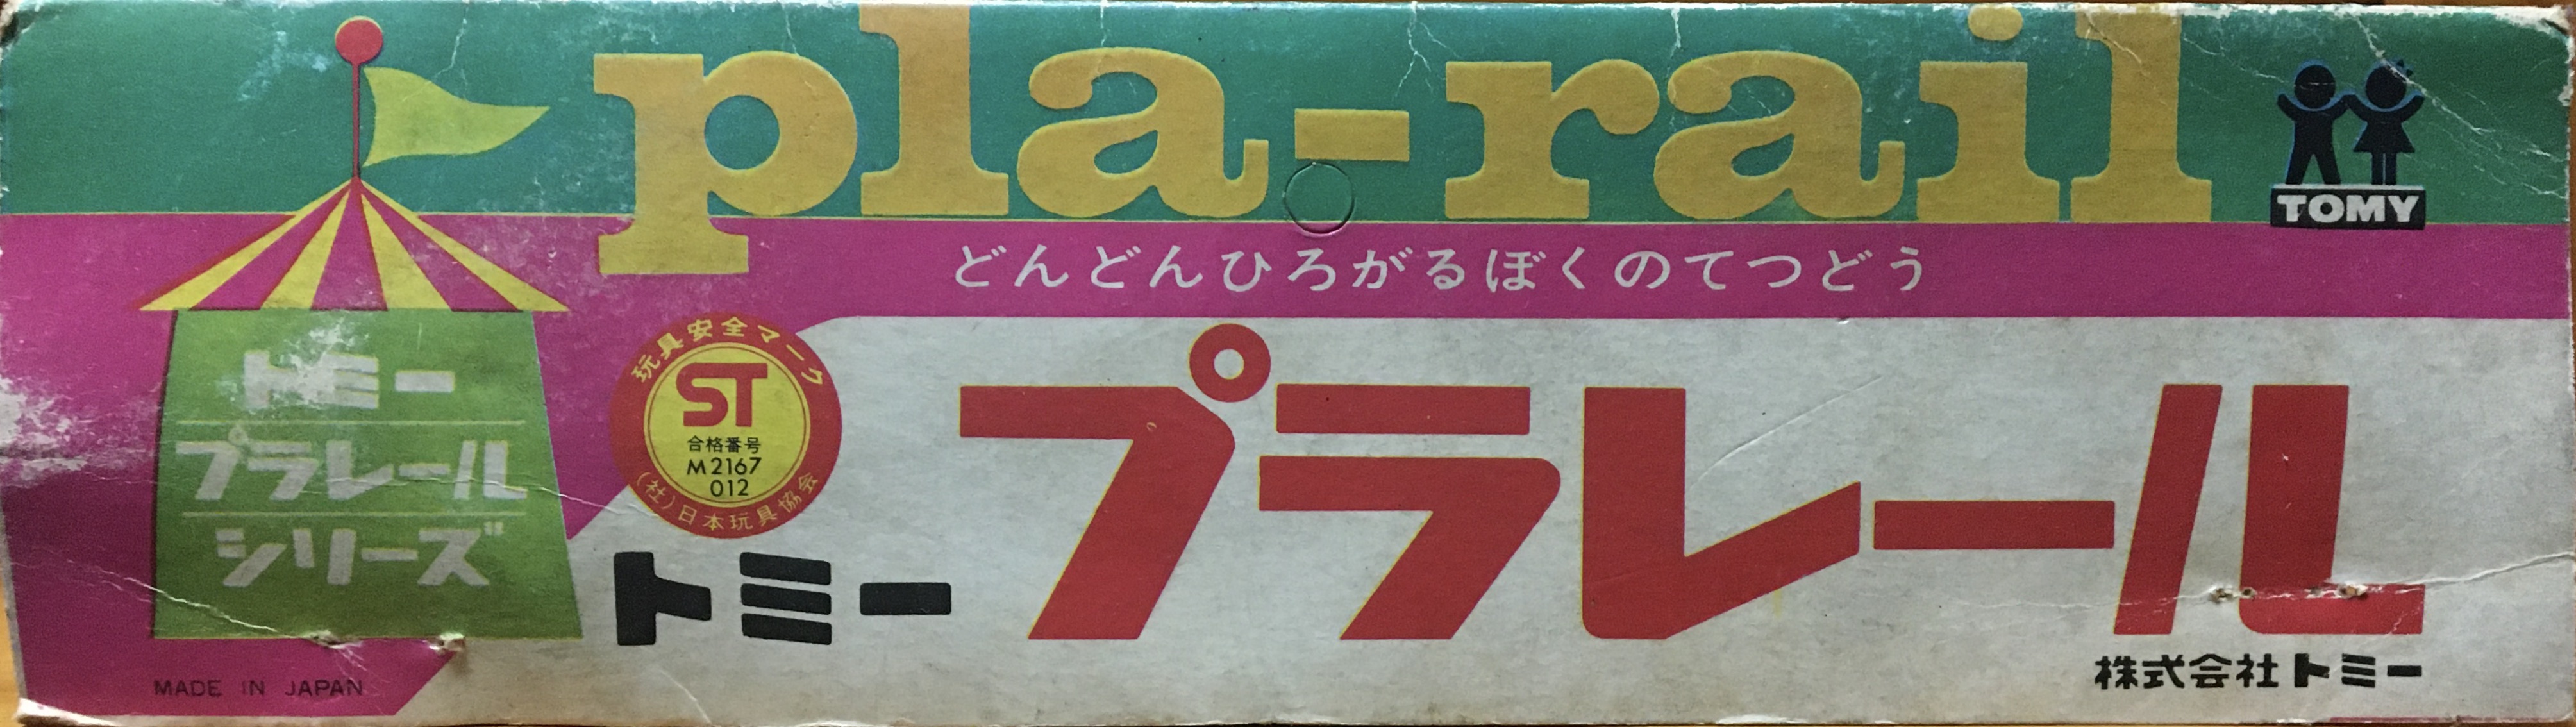 pla-rail
TOMY
どんどんひろがるぼくのてつどう
トミー
プラレール
シリーズ
玩具安全マーク
ST
合格番号
M2167
012
(社)日本玩具協会
トミー プラレール
株式会社トミー
MADE IN JAPAN